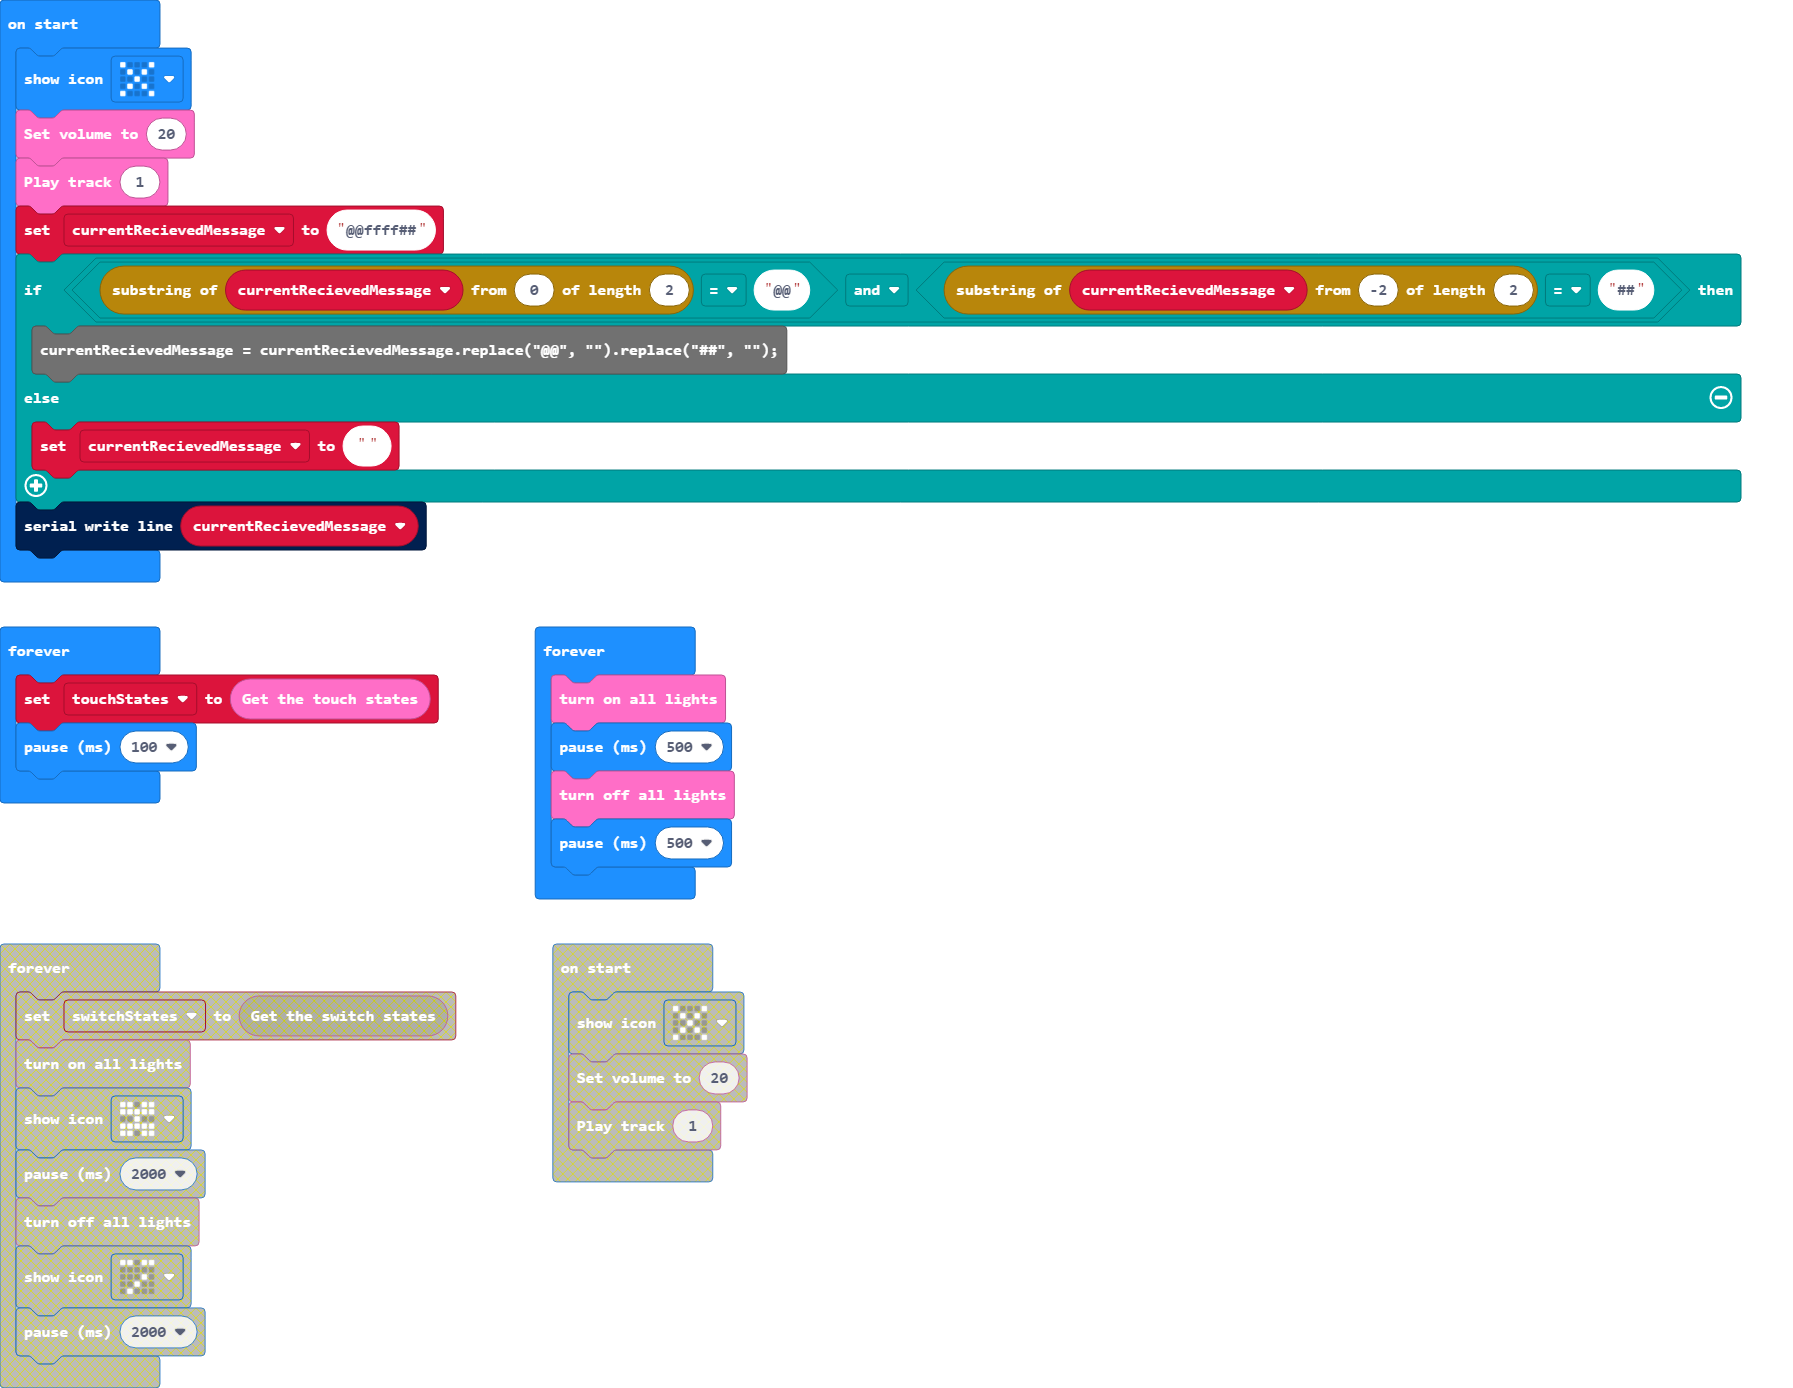 on start
show icon
Set volume to 20
Play track 1
set currentRecievedMessage to "@@ffff##"
if substring of currentRecievedMessage from 0 of length 2 = "@@" and substring of currentRecievedMessage from -2 of length 2 = "##" then
currentRecievedMessage = currentRecievedMessage.replace("@@", "").replace("##", "");
else
set currentRecievedMessage to ""
serial write line currentRecievedMessage
forever
set touchStates to Get the touch states
pause (ms) 100
forever
turn on all lights
pause (ms) 500
turn off all lights
pause (ms) 500
forever
set switchStates to Get the switch states
turn on all lights
show icon
pause (ms) 2000
turn off all lights
show icon
pause (ms) 2000
on start
show icon
Set volume to 20
Play track 1